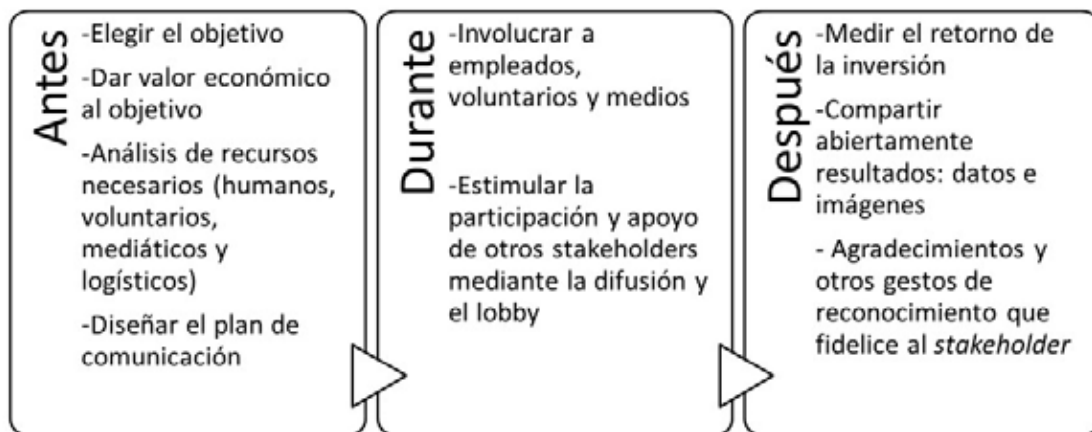 Antes
-Elegir el objetivo
-Dar valor económico
al objetivo
-Análisis de recursos
necesarios (humanos,
voluntarios,
mediáticos y
logísticos)
-Diseñar el plan de
comunicación
Durante
-Involucrar a
empleados,
voluntarios y medios
-Estimular la
participación y apoyo
de otros stakeholders
mediante la difusión y
el lobby
Después
-Medir el retorno de
la inversión
-Compartir
abiertamente
resultados: datos e
imágenes
- Agradecimientos y
otros gestos de
reconocimiento que
fidelice al stakeholder